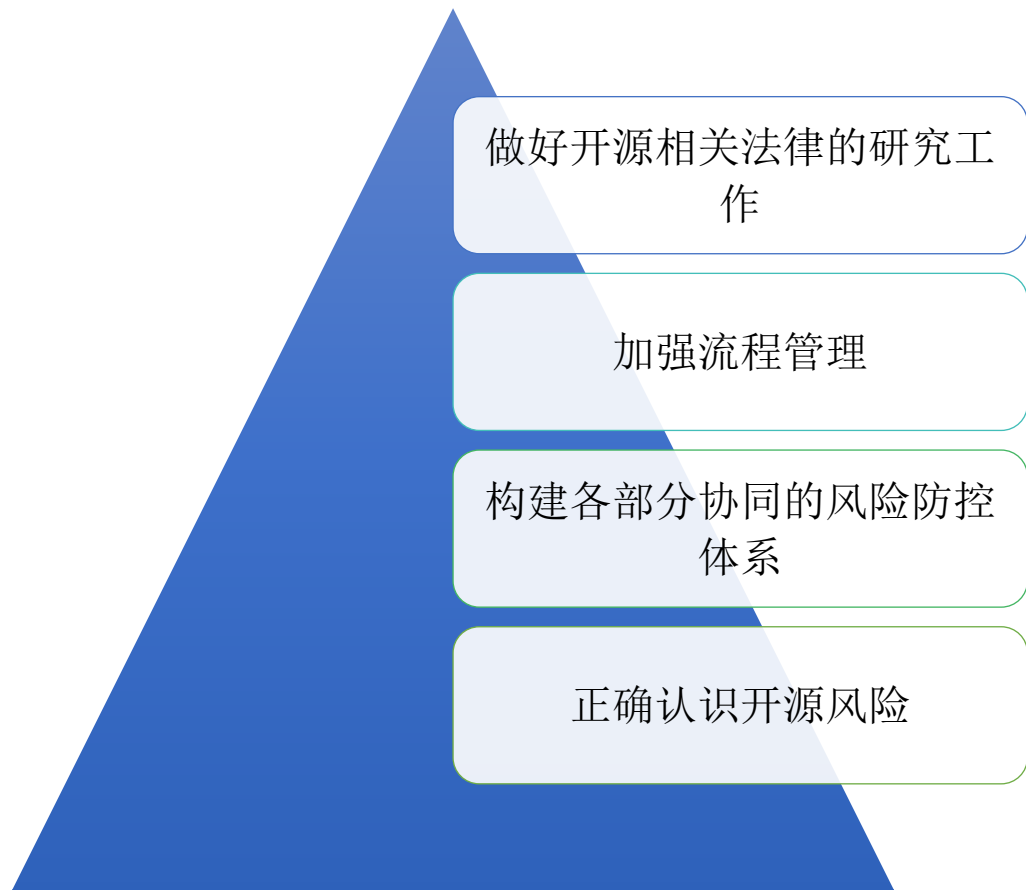 做好开源相关法律的研究工
作
加强流程管理
构建各部分协同的风险防控
体系
正确认识开源风险